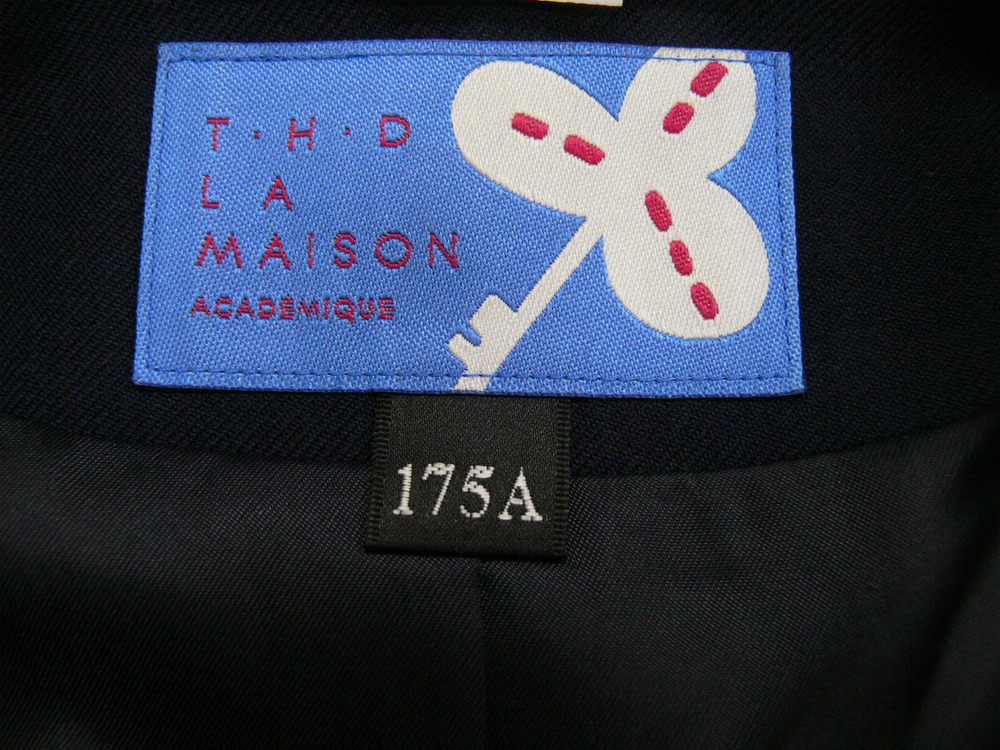 T·H·D
LA
MAISON
ACADEMIQUE
175A